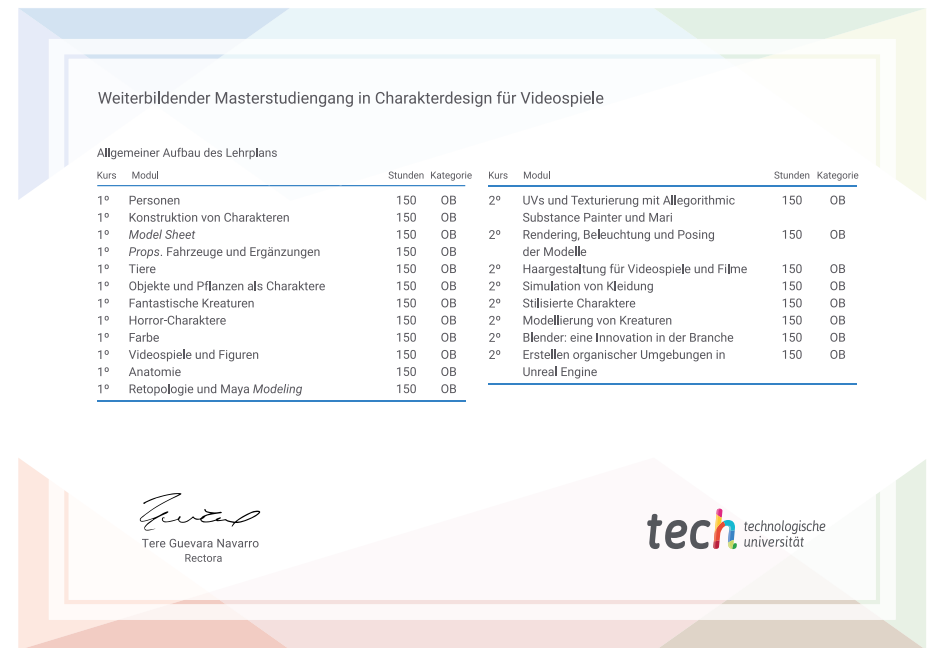 Weiterbildender Masterstudiengang in Charakterdesign für Videospiele
Allgemeiner Aufbau des Lehrplans
Kurs Modul Stunden Kategorie
1º Personen 150 OB
1º Konstruktion von Charakteren 150 OB
1º Model Sheet 150 OB
1º Props. Fahrzeuge und Ergänzungen 150 OB
1º Tiere 150 OB
1º Objekte und Pflanzen als Charaktere 150 OB
1º Fantastische Kreaturen 150 OB
1º Horror-Charaktere 150 OB
1º Farbe 150 OB
1º Videospiele und Figuren 150 OB
1º Anatomie 150 OB
1º Retopologie und Maya Modeling 150 OB
Kurs Modul Stunden Kategorie
2º UVs und Texturierung mit Allegorithmic 150 OB
Substance Painter und Mari
2º Rendering, Beleuchtung und Posing 150 OB
der Modelle
2º Haargestaltung für Videospiele und Filme 150 OB
2º Simulation von Kleidung 150 OB
2º Stilisierte Charaktere 150 OB
2º Modellierung von Kreaturen 150 OB
2º Blender: eine Innovation in der Branche 150 OB
2º Erstellen organischer Umgebungen in 150 OB
Unreal Engine
Tere Guevara Navarro
Rectora
tech technologische
universität